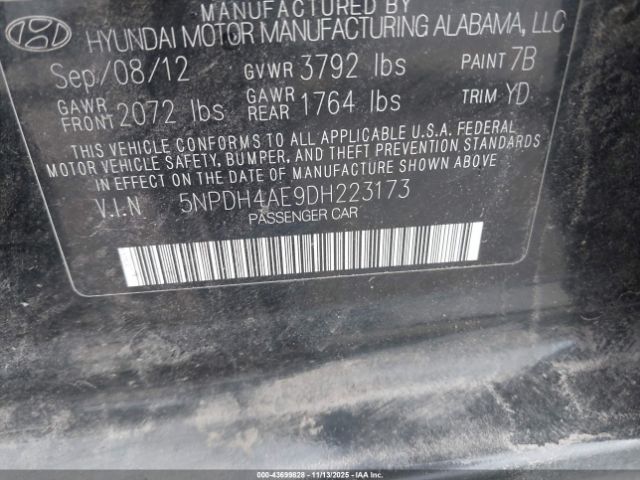 MANUFACTURED BY
HYUNDAI MOTOR MANUFACTURING ALABAMA, LLC
Sep/08/12 GVWR 3792 lbs PAINT 7B
GAWR FRONT 2072 lbs GAWR REAR 1764 lbs TRIM YD
THIS VEHICLE CONFORMS TO ALL APPLICABLE U.S.A. FEDERAL
MOTOR VEHICLE SAFETY, BUMPER, AND THEFT PREVENTION STANDARDS
IN EFFECT ON THE DATE OF MANUFACTURE SHOWN ABOVE.
V.I.N 5NPDH4AE9DH223173
PASSENGER CAR
000-43699828 - 11/13/2025 - IAA Corp.